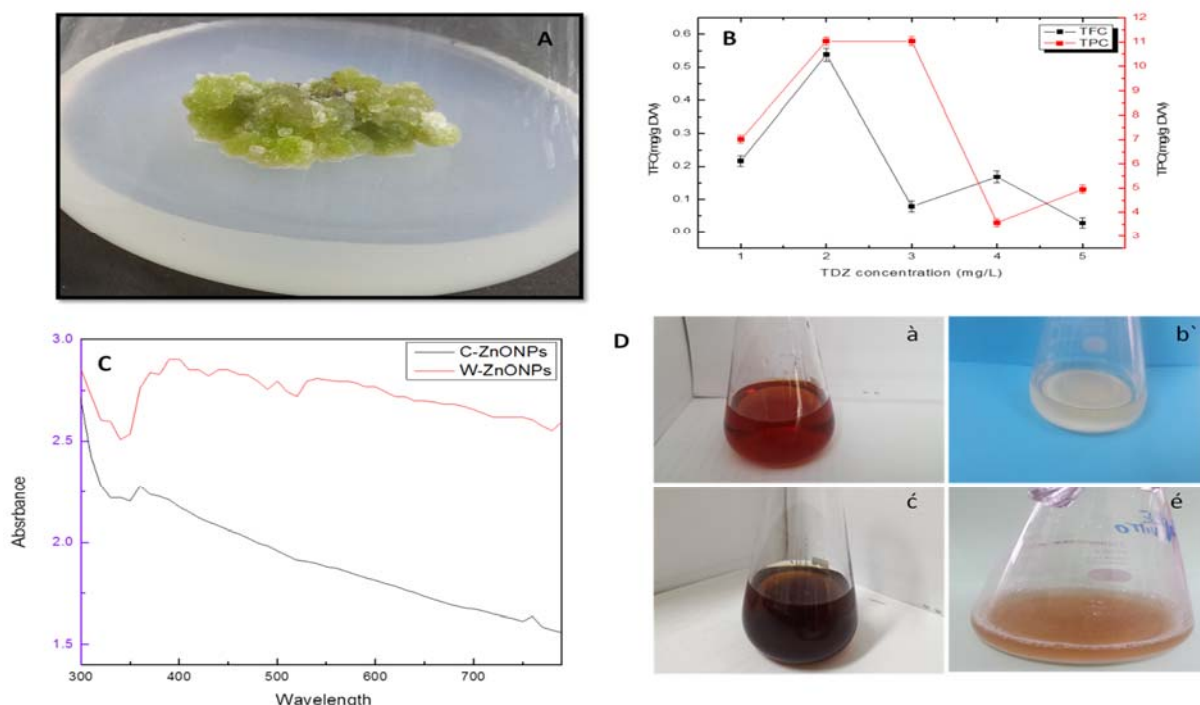 A
B
TFC
TPC
0.6
0.5
0.4
0.3
0.2
0.1
0.0
TFC(mg/g DW)
12
11
10
9
8
7
6
5
4
3
TPC(mg/g DW)
1 2 3 4 5
TDZ concentration (mg/L)
C
C-ZnONPs
W-ZnONPs
3.0
2.5
2.0
1.5
Absrbance
300 400 500 600 700
Wavelength
D
à
b`
ć
é
vitro